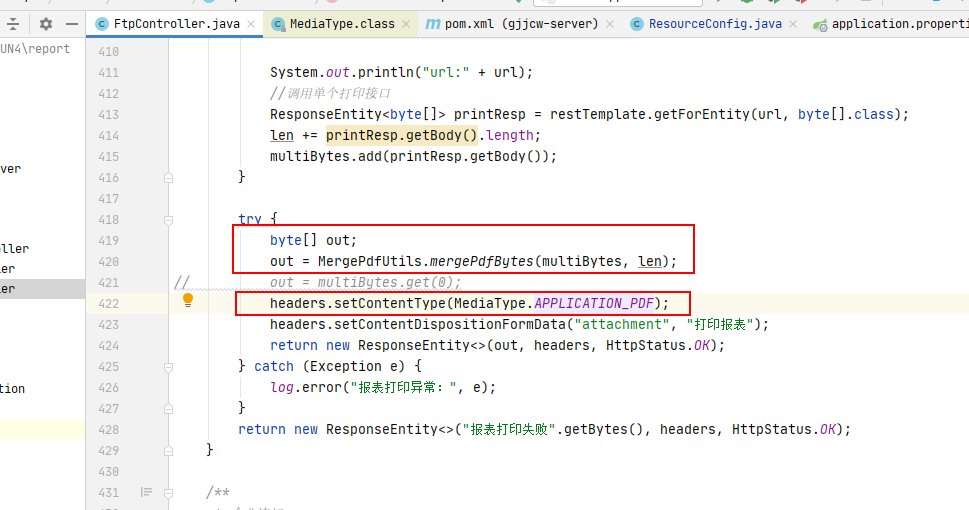 FtpController.java
MediaType.class
pom.xml (gjjcw-server)
ResourceConfig.java
application.properti
UN4\report
ver
ller
er
er
tion
410
411 System.out.println("url:" + url);
412 //调用单个打印接口
413 ResponseEntity<byte[]> printResp = restTemplate.getForEntity(url, byte[].class);
414 len += printResp.getBody().length;
415 multiBytes.add(printResp.getBody());
416 }
417
418 try {
419 byte[] out;
420 out = MergePdfUtils.mergePdfBytes(multiBytes, len);
421 // out = multiBytes.get(0);
422 headers.setContentType(MediaType.APPLICATION_PDF);
423 headers.setContentDispositionFormData("attachment", "打印报表");
424 return new ResponseEntity<>(out, headers, HttpStatus.OK);
425 } catch (Exception e) {
426 log.error("报表打印异常：", e);
427 }
428 return new ResponseEntity<>("报表打印失败".getBytes(), headers, HttpStatus.OK);
429 }
430
431 /**